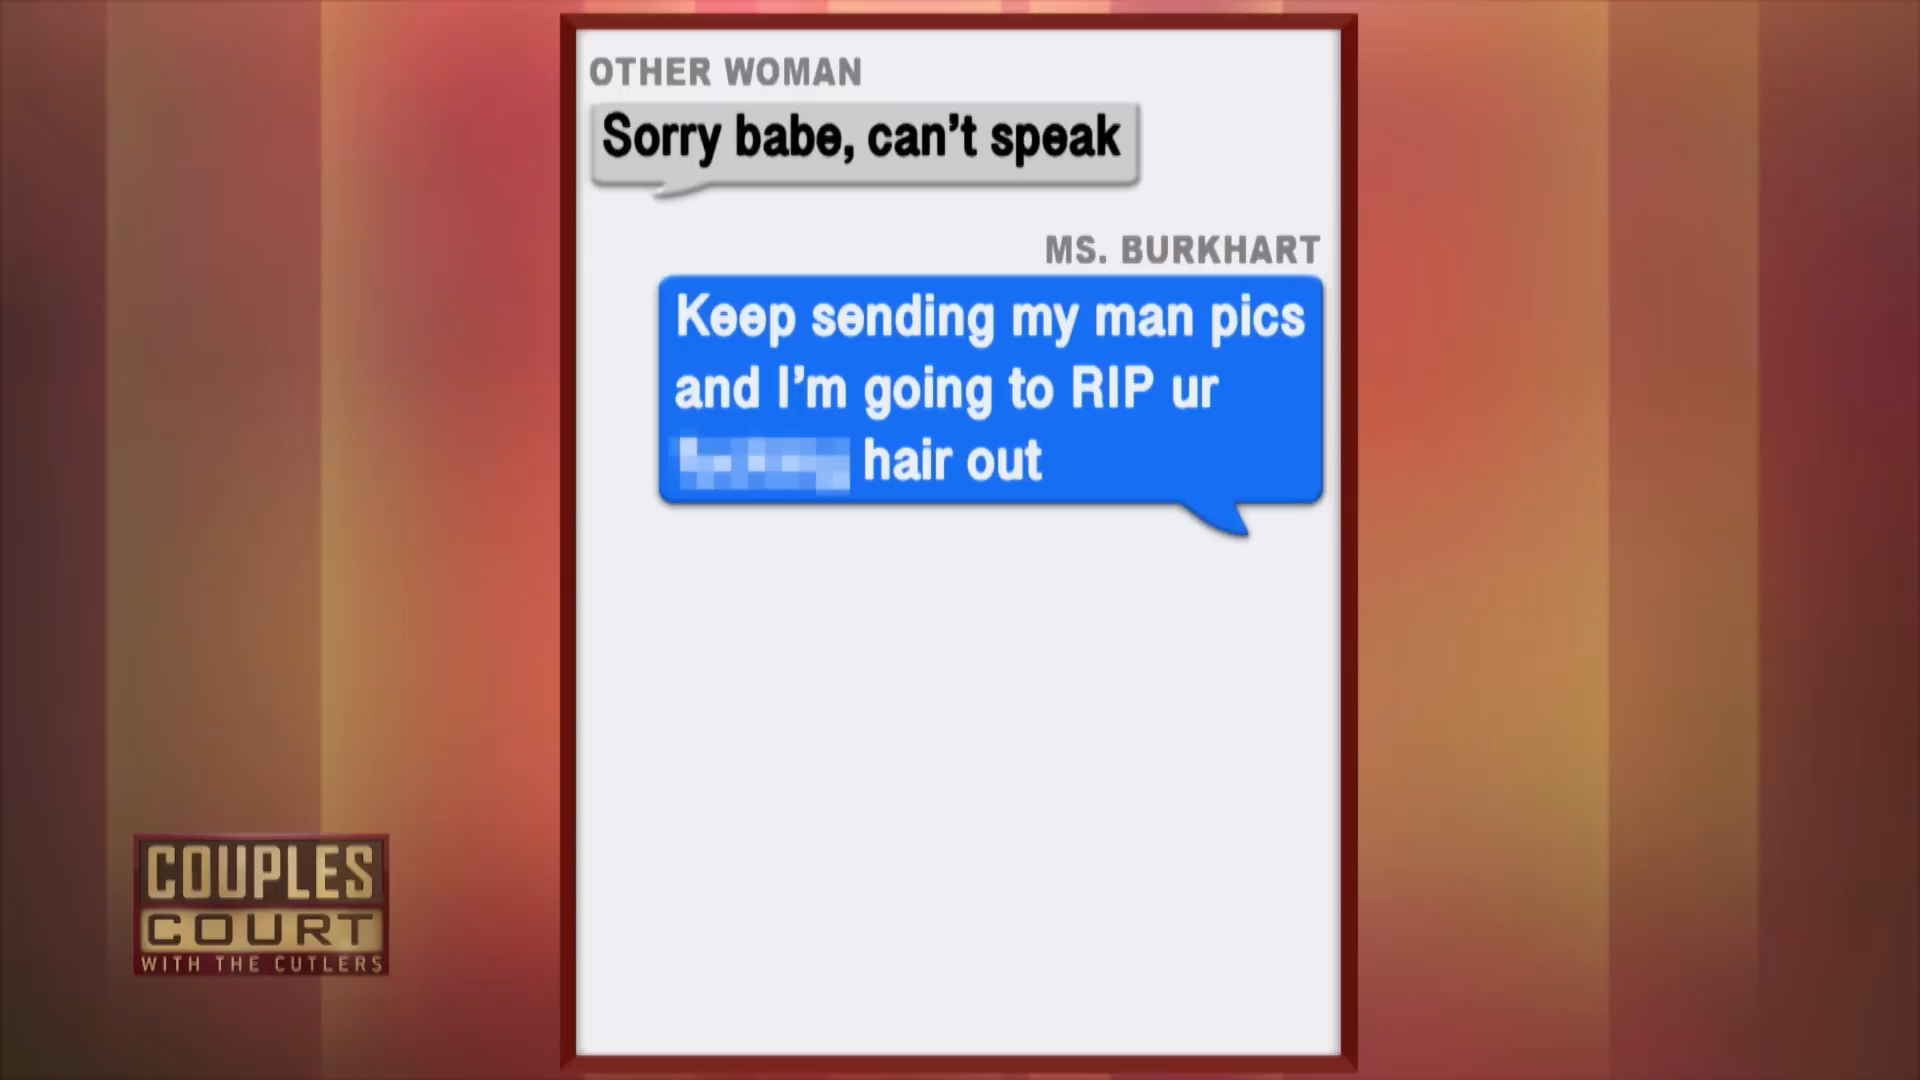 OTHER WOMAN
Sorry babe, can't speak
MS. BURKHART
Keep sending my man pics
and I'm going to RIP ur
hair out
COUPLES
COURT
WITH THE CUTLERS